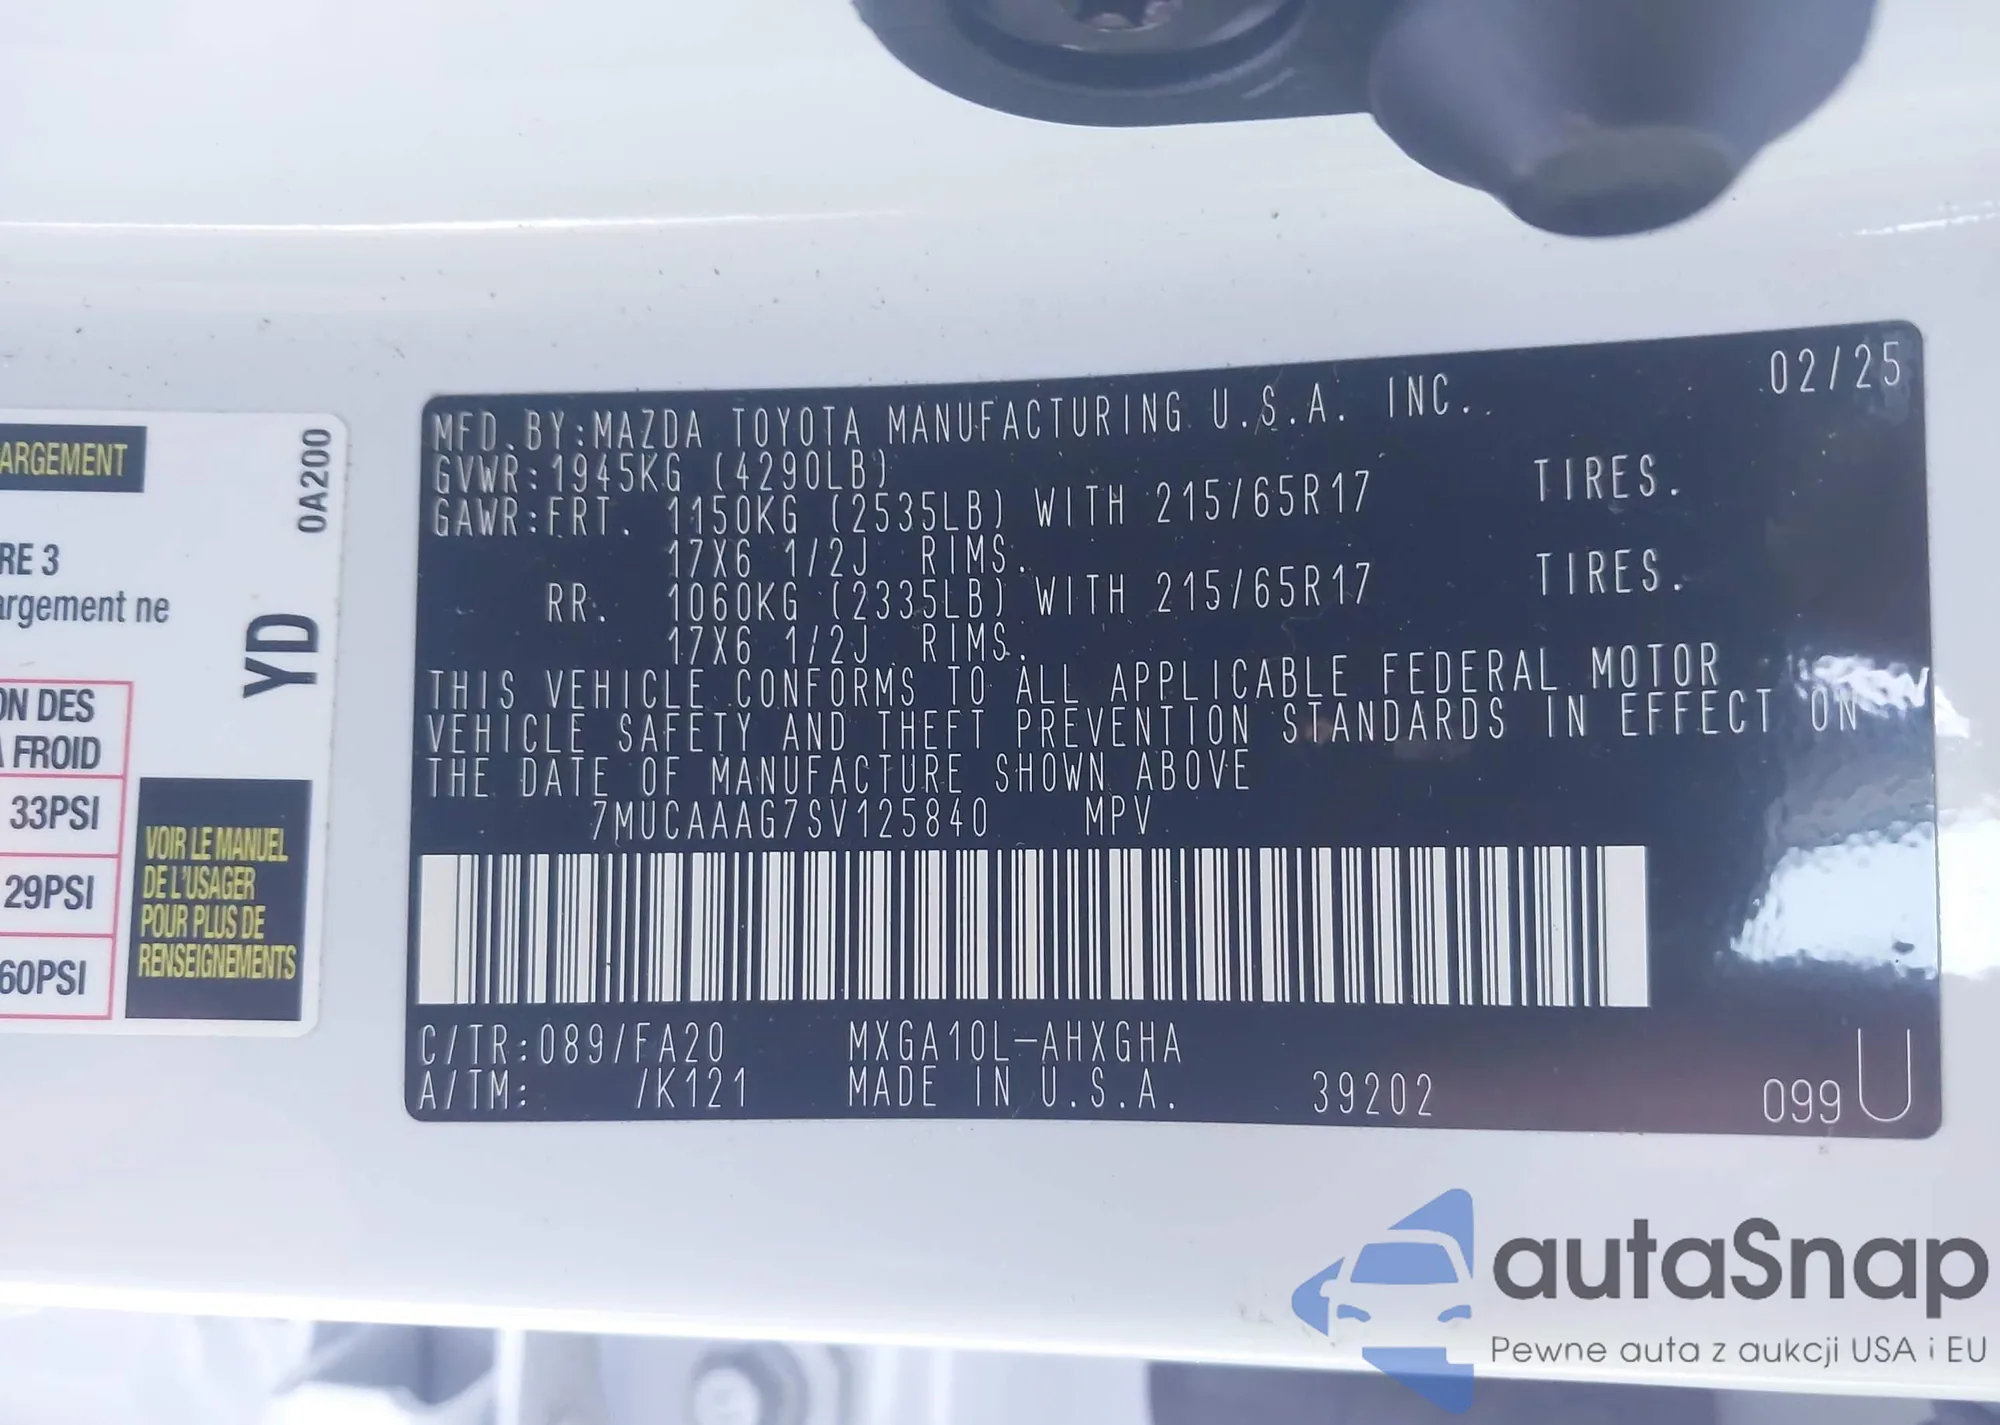 ARGEMENT
0A200
RE 3
argement ne
YD
ON DES
A FROID
33PSI
29PSI
60PSI
VOIR LE MANUEL
DE L'USAGER
POUR PLUS DE
RENSEIGNEMENTS
02/25
MFD.BY:MAZDA TOYOTA MANUFACTURING U.S.A. INC.
GVWR:1945KG (4290LB)
GAWR:FRT. 1150KG (2535LB) WITH 215/65R17 TIRES.
17X6 1/2J RIMS.
RR. 1060KG (2335LB) WITH 215/65R17 TIRES.
17X6 1/2J RIMS.
THIS VEHICLE CONFORMS TO ALL APPLICABLE FEDERAL MOTOR
VEHICLE SAFETY AND THEFT PREVENTION STANDARDS IN EFFECT ON
THE DATE OF MANUFACTURE SHOWN ABOVE
7MUCAAAG7SV125840 MPV
C/TR:089/FA20 MXGA10L-AHXGHA
A/TM: /K121 MADE IN U.S.A. 39202 099 U
autaSnap
Pewne auta z aukcji USA i EU